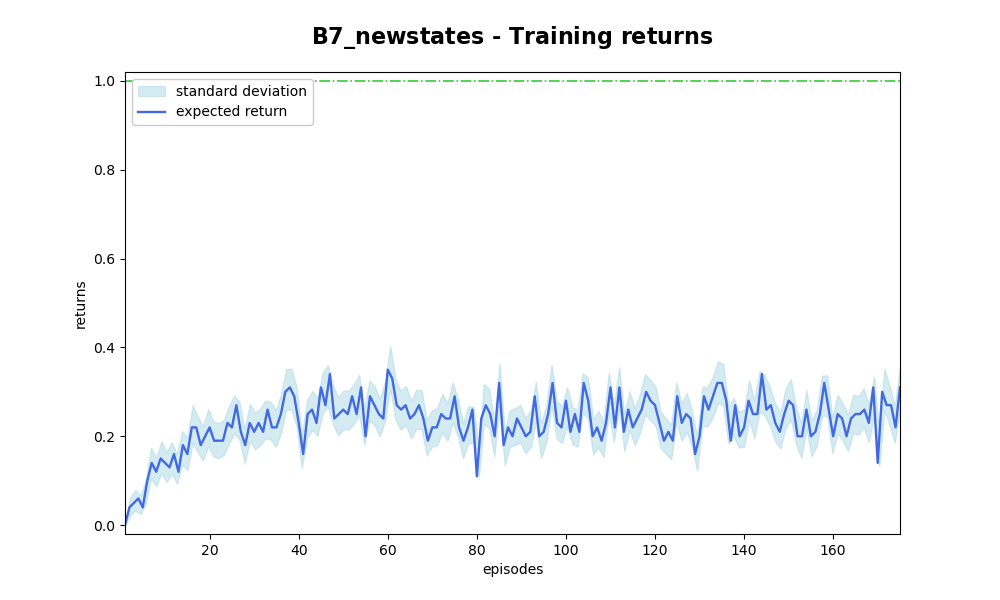 B7_newstates - Training returns
1.0
standard deviation
expected return
0.8
0.6
returns
0.4
0.2
0.0
20 40 60 80 100 120 140 160
episodes